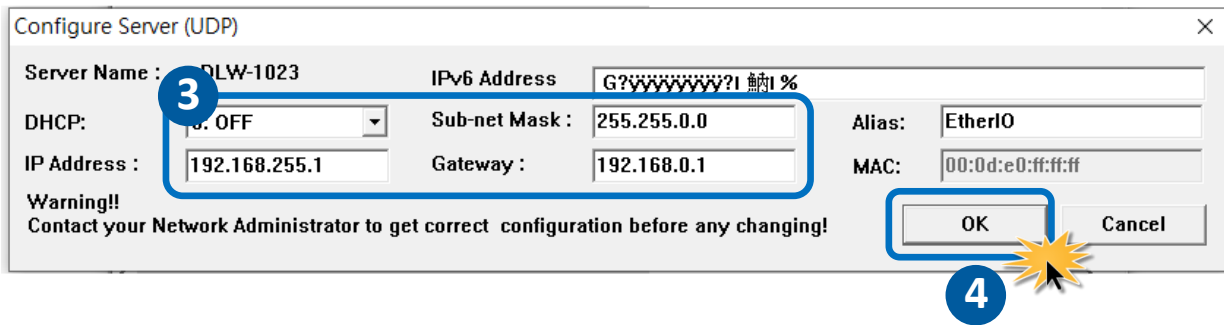 Configure Server (UDP)
Server Name : DLW-1023 IPv6 Address
3
DHCP: OFF Sub-net Mask : 255.255.0.0 Alias: EtherIO
IP Address : 192.168.255.1 Gateway : 192.168.0.1 MAC: 00:0d:e0:ff:ff:ff
Warning!!
Contact your Network Administrator to get correct configuration before any changing!
OK Cancel
4